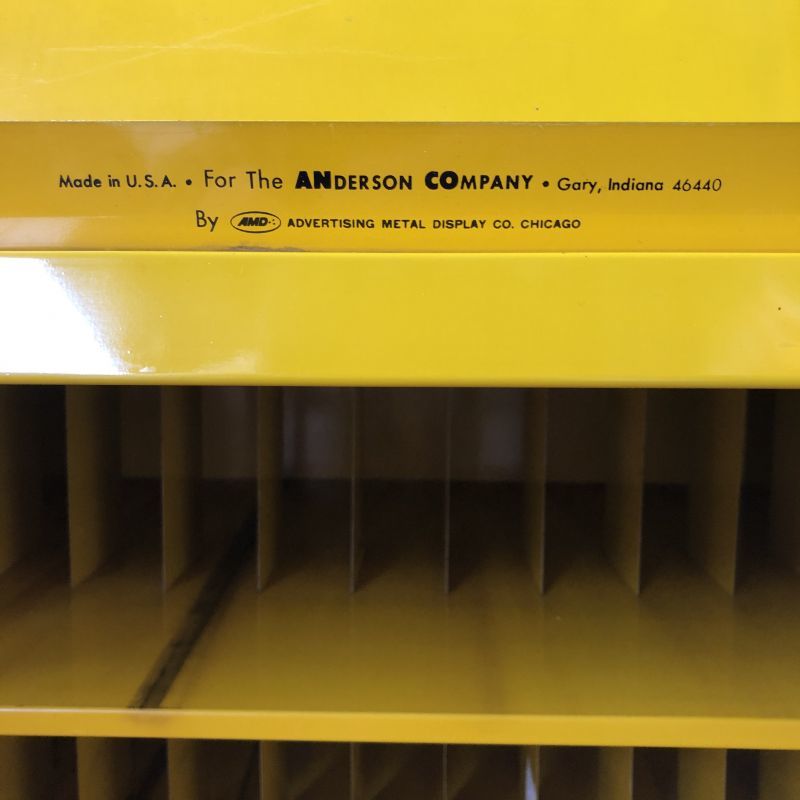 Made in U.S.A. • For The ANDERSON COMPANY • Gary, Indiana 46440
By AMD ADVERTISING METAL DISPLAY CO. CHICAGO